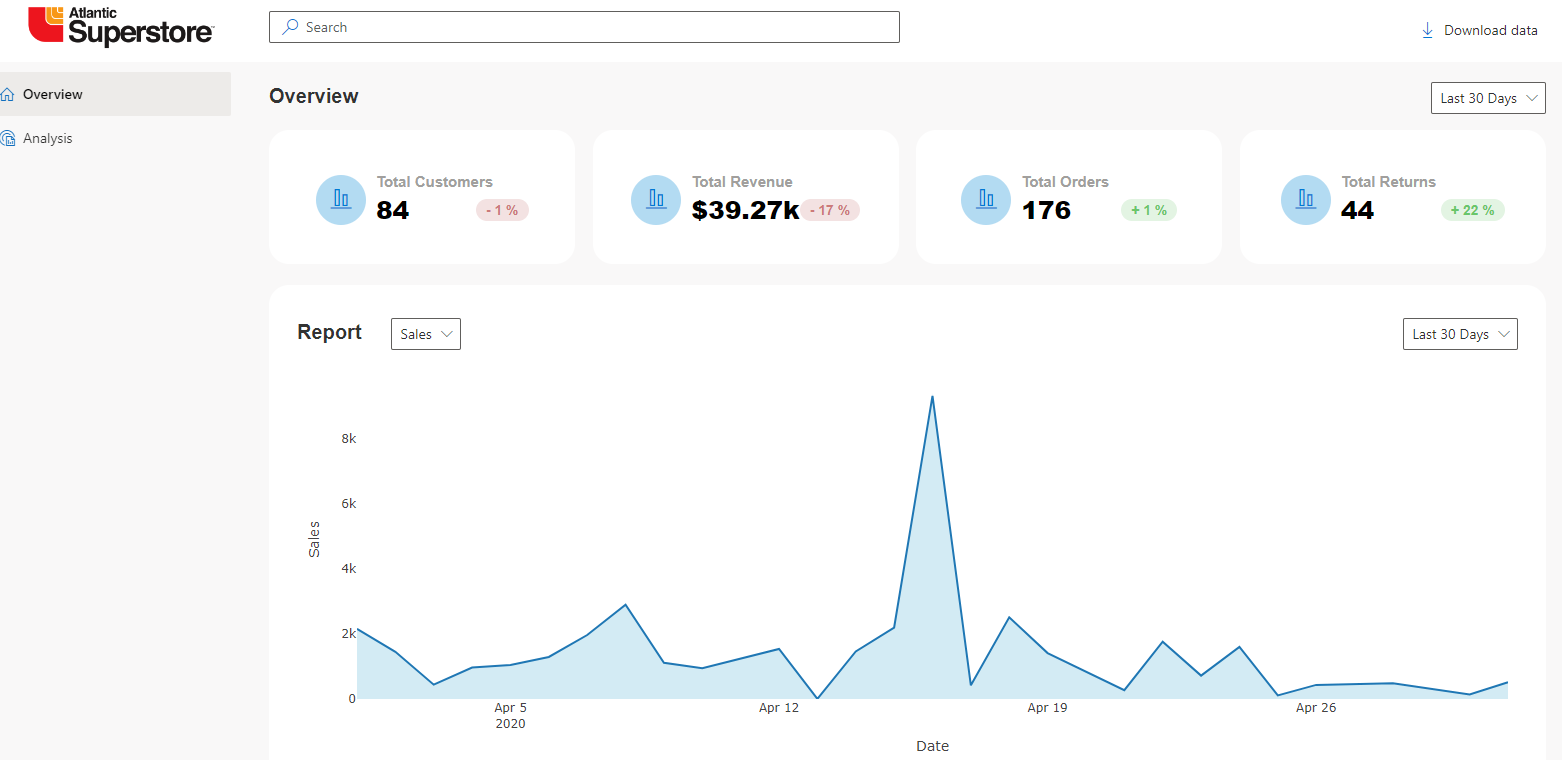 Atlantic
Superstore™
Search
Download data
Overview
Analysis
Overview
Last 30 Days
Total Customers
84
- 1 %
Total Revenue
$39.27k
- 17 %
Total Orders
176
+ 1 %
Total Returns
44
+ 22 %
Report
Sales
Last 30 Days
8k
6k
4k
2k
0
Sales
Apr 5
2020
Apr 12
Apr 19
Apr 26
Date